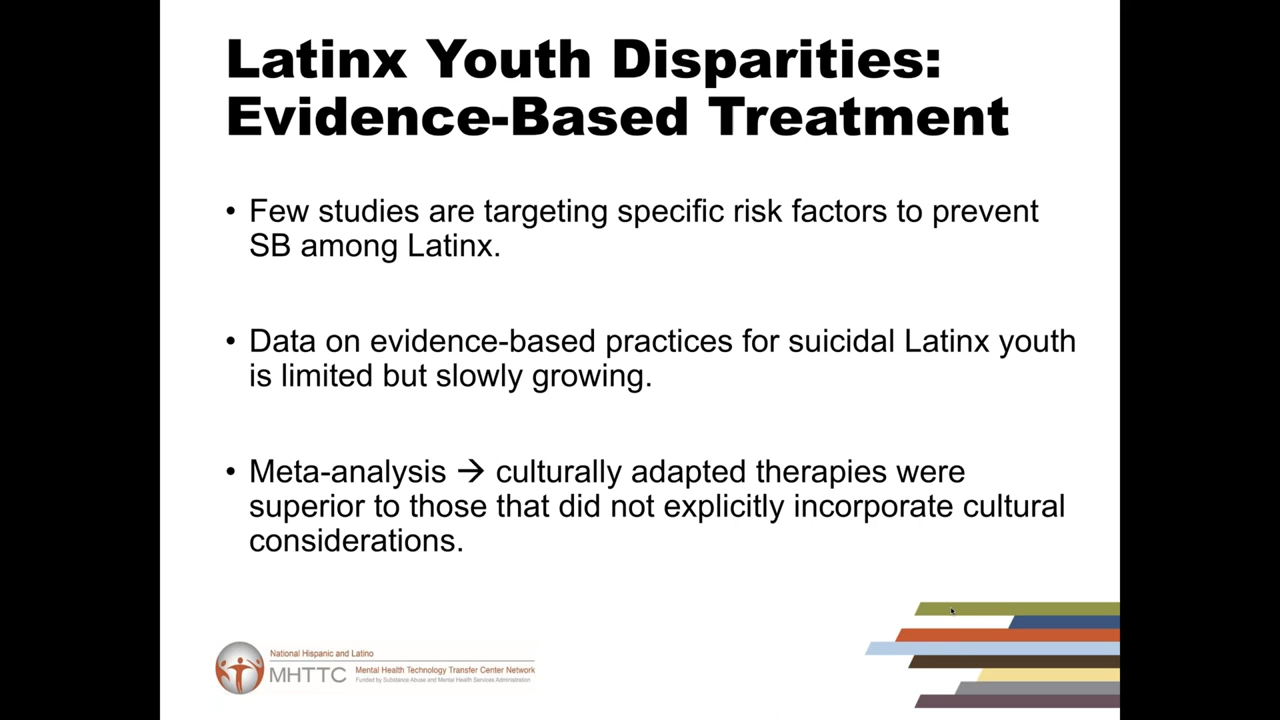 Latinx Youth Disparities:
Evidence-Based Treatment
• Few studies are targeting specific risk factors to prevent
SB among Latinx.
• Data on evidence-based practices for suicidal Latinx youth
is limited but slowly growing.
• Meta-analysis → culturally adapted therapies were
superior to those that did not explicitly incorporate cultural
considerations.
National Hispanic and Latino
MHTTC Mental Health Technology Transfer Center Network
Funded by Substance Abuse and Mental Health Services Administration